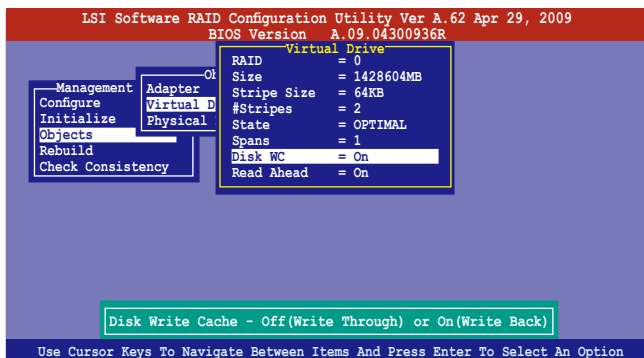 LSI Software RAID Configuration Utility Ver A.62 Apr 29, 2009
BIOS Version A.09.04300936R
Management
Configure
Initialize
Objects
Rebuild
Check Consistency
Ob
Adapter
Virtual D
Physical
Virtual Drive
RAID = 0
Size = 1428604MB
Stripe Size = 64KB
#Stripes = 2
State = OPTIMAL
Spans = 1
Disk WC = On
Read Ahead = On
Disk Write Cache - Off(Write Through) or On(Write Back)
Use Cursor Keys To Navigate Between Items And Press Enter To Select An Option